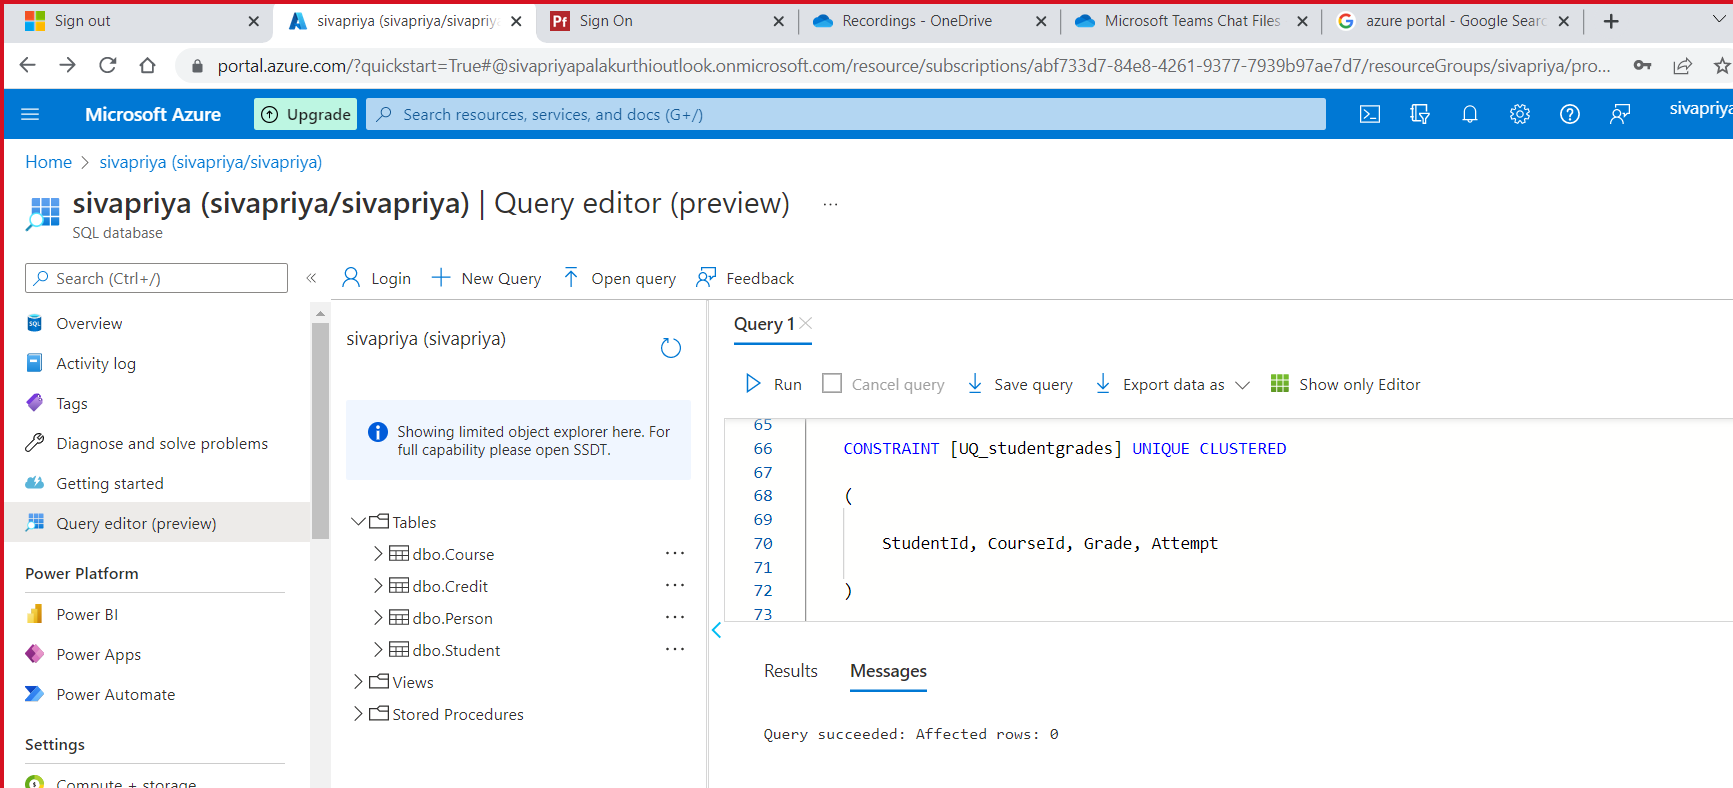 Sign out
sivapriya (sivapriya/sivapriya
Pf Sign On
Recordings - OneDrive
Microsoft Teams Chat Files
G azure portal - Google Searc
portal.azure.com/?quickstart=True#@sivapriyapalakurthioutlook.onmicrosoft.com/resource/subscriptions/abf733d7-84e8-4261-9377-7939b97ae7d7/resourceGroups/sivapriya/pro...
Microsoft Azure
Upgrade
Search resources, services, and docs (G+/)
sivapriya
Home > sivapriya (sivapriya/sivapriya)
sivapriya (sivapriya/sivapriya) | Query editor (preview) ...
SQL database
Search (Ctrl+/)
«
Login
New Query
Open query
Feedback
SQL Overview
Activity log
Tags
Diagnose and solve problems
Getting started
Query editor (preview)
Power Platform
Power BI
Power Apps
Power Automate
Settings
Compute + storage
sivapriya (sivapriya)
Showing limited object explorer here. For
full capability please open SSDT.
Tables
dbo.Course ...
dbo.Credit ...
dbo.Person ...
dbo.Student ...
Views
Stored Procedures
Query 1
Run
Cancel query
Save query
Export data as
Show only Editor
65
66 CONSTRAINT [UQ_studentgrades] UNIQUE CLUSTERED
67
68 (
69
70 StudentId, CourseId, Grade, Attempt
71
72 )
73
Results
Messages
Query succeeded: Affected rows: 0